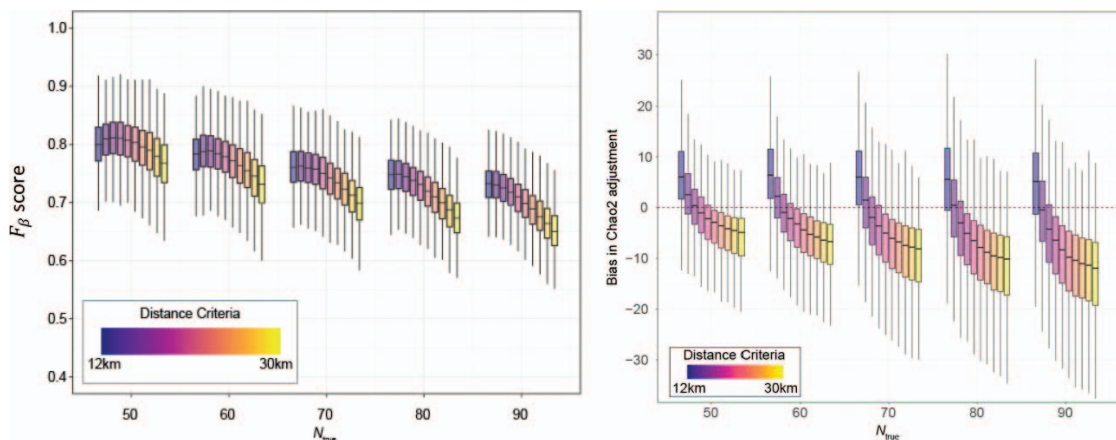 1.0
0.9
0.8
0.7
0.6
0.5
0.4
Fβ score
Distance Criteria
12km 30km
50 60 70 80 90
Ntrue
30
20
10
0
−10
−20
−30
Bias in Chao2 adjustment
Distance Criteria
12km 30km
50 60 70 80 90
Ntrue